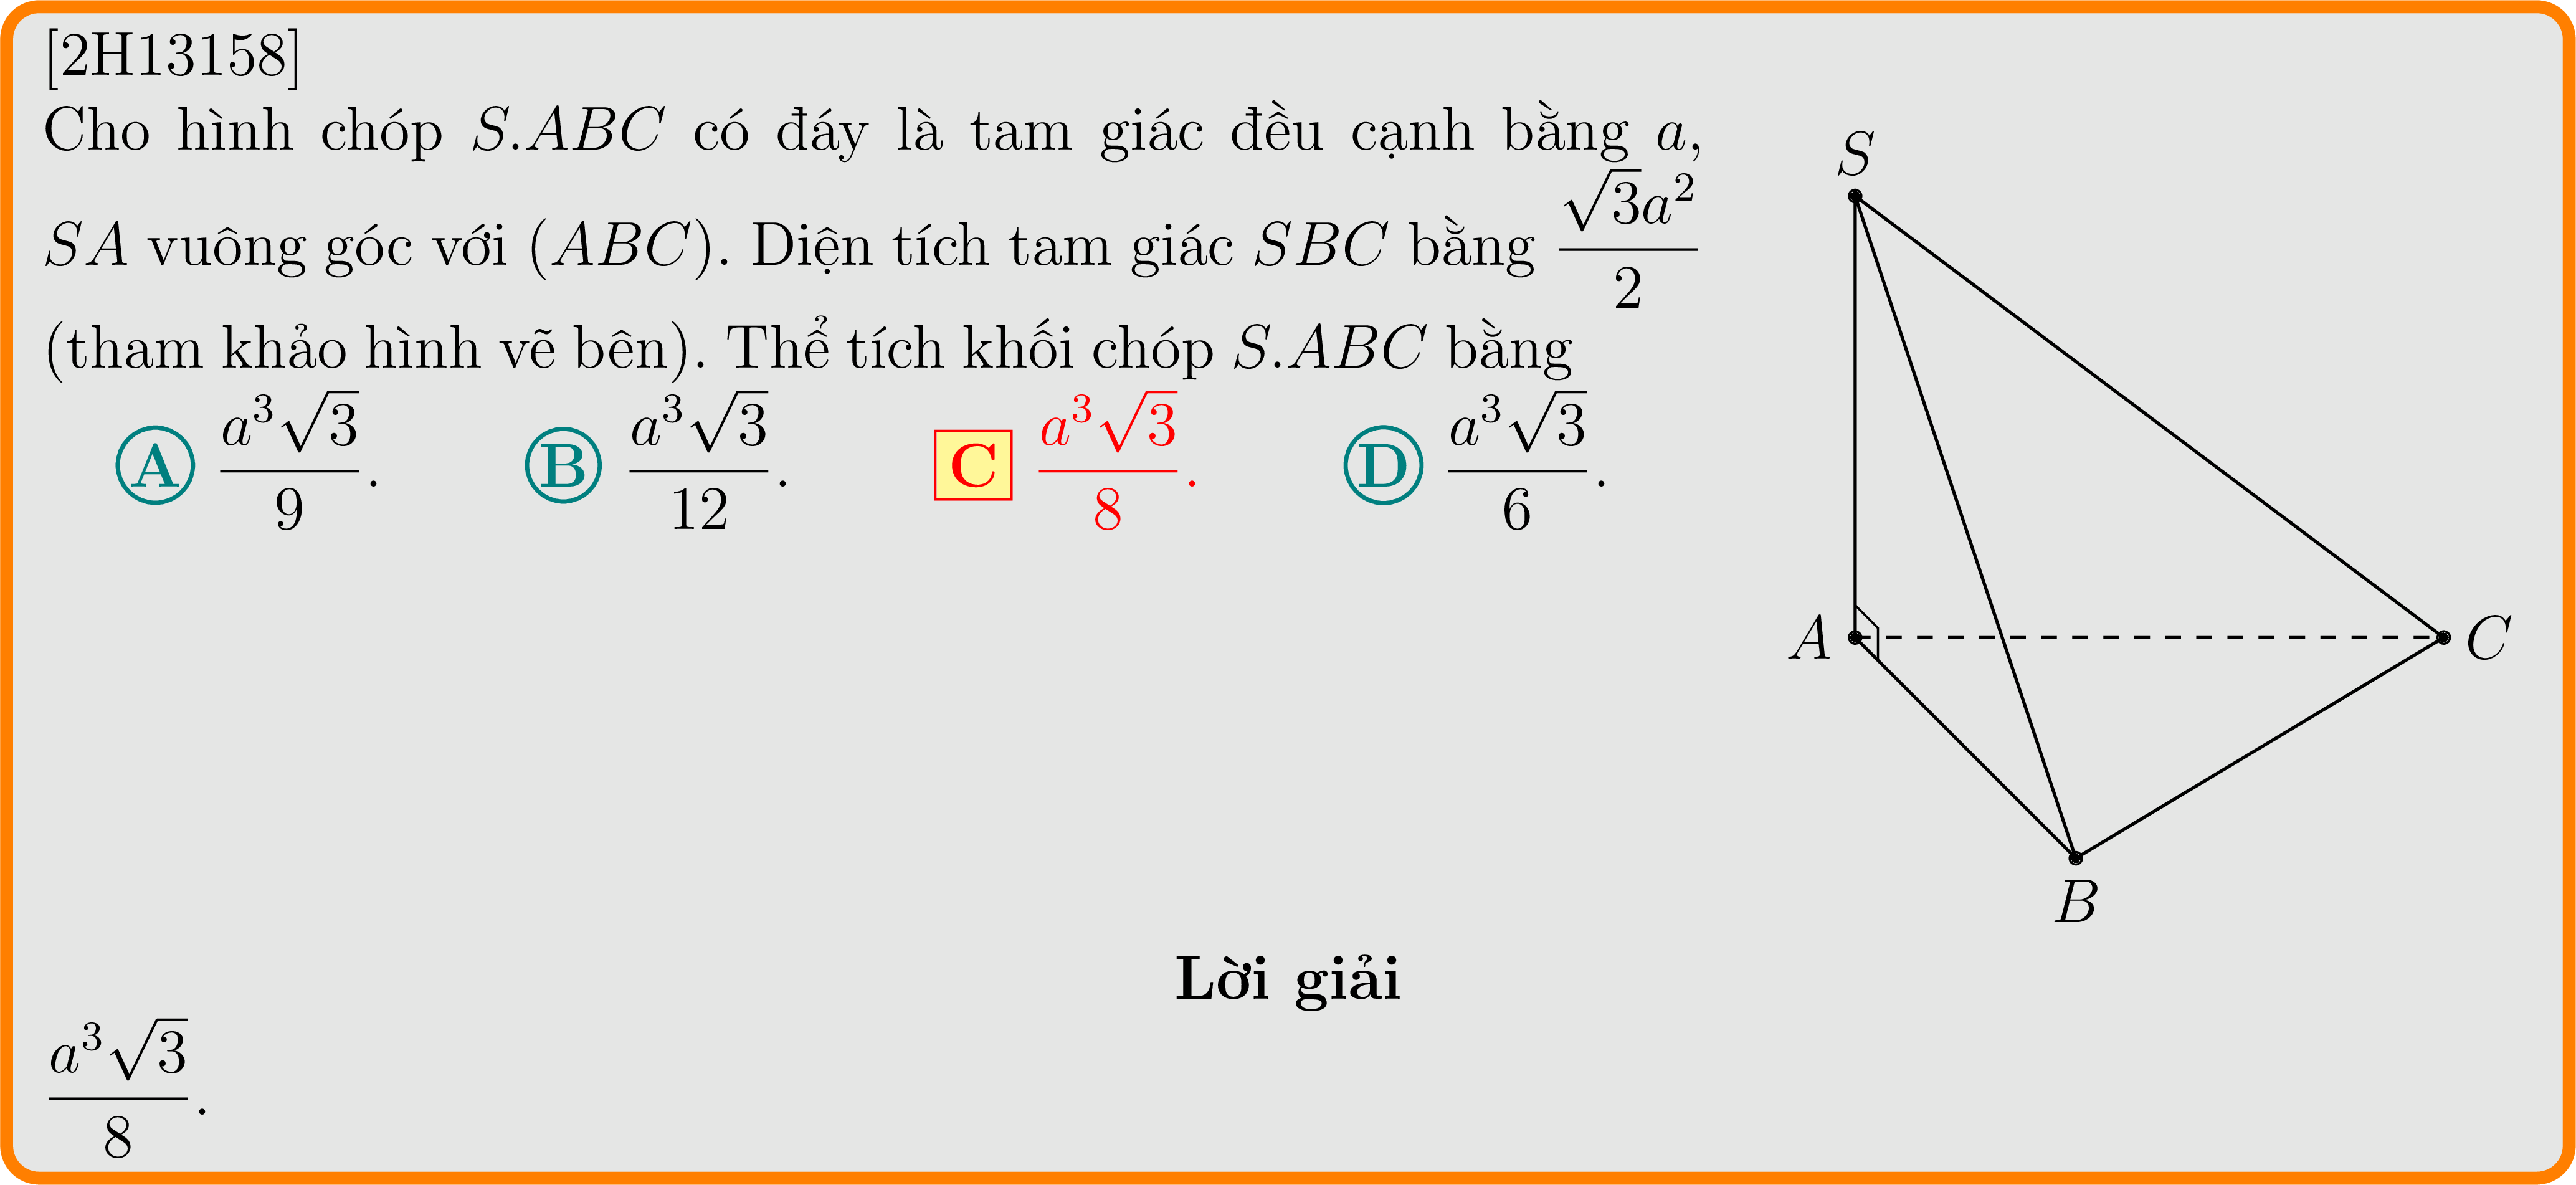 [2H13158]
Cho hình chóp S.ABC có đáy là tam giác đều cạnh bằng a,
SA vuông góc với (ABC). Diện tích tam giác SBC bằng \frac{\sqrt{3}a^2}{2}
(tham khảo hình vẽ bên). Thể tích khối chóp S.ABC bằng
A \frac{a^3\sqrt{3}}{9}. B \frac{a^3\sqrt{3}}{12}. C \frac{a^3\sqrt{3}}{8}. D \frac{a^3\sqrt{3}}{6}.
S
A
C
B
Lời giải
\frac{a^3\sqrt{3}}{8}.